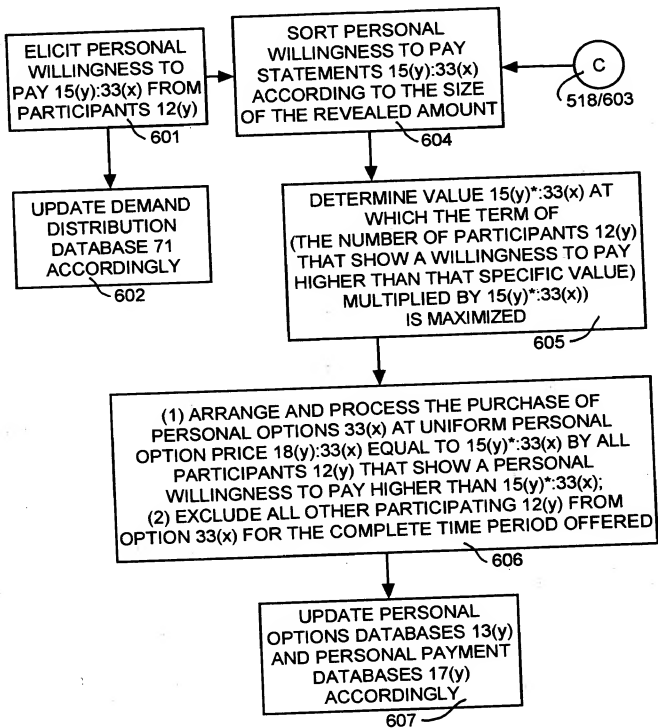 ELICIT PERSONAL
WILLINGNESS TO
PAY 15(y):33(x) FROM
PARTICIPANTS 12(y)
601
SORT PERSONAL
WILLINGNESS TO PAY
STATEMENTS 15(y):33(x)
ACCORDING TO THE SIZE
OF THE REVEALED AMOUNT
604
C
518/603
UPDATE DEMAND
DISTRIBUTION
DATABASE 71
ACCORDINGLY
602
DETERMINE VALUE 15(y)*:33(x) AT
WHICH THE TERM OF
(THE NUMBER OF PARTICIPANTS 12(y)
THAT SHOW A WILLINGNESS TO PAY
HIGHER THAN THAT SPECIFIC VALUE)
MULTIPLIED BY 15(y)*:33(x))
IS MAXIMIZED
605
(1) ARRANGE AND PROCESS THE PURCHASE OF
PERSONAL OPTIONS 33(x) AT UNIFORM PERSONAL
OPTION PRICE 18(y):33(x) EQUAL TO 15(y)*:33(x) BY ALL
PARTICIPANTS 12(y) THAT SHOW A PERSONAL
WILLINGNESS TO PAY HIGHER THAN 15(y)*:33(x);
(2) EXCLUDE ALL OTHER PARTICIPATING 12(y) FROM
OPTION 33(x) FOR THE COMPLETE TIME PERIOD OFFERED
606
UPDATE PERSONAL
OPTIONS DATABASES 13(y)
AND PERSONAL PAYMENT
DATABASES 17(y)
ACCORDINGLY
607